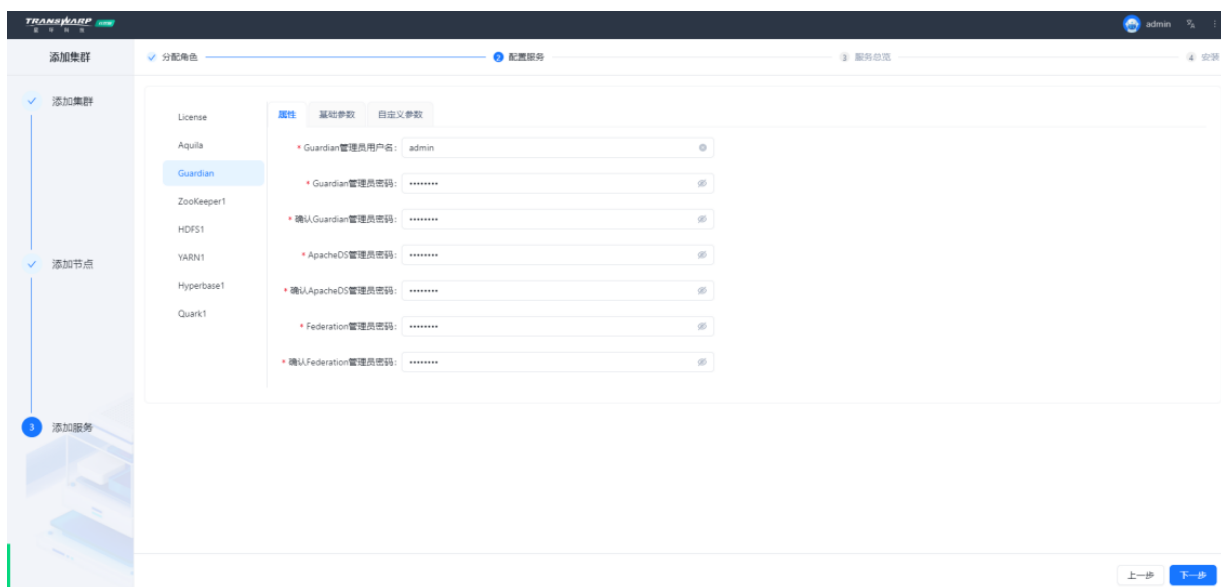 TRANSWARP
星环科技
admin
添加集群
分配角色
2 配置服务
3 服务总览
4 安装
添加集群
添加节点
3 添加服务
License
Aquila
Guardian
ZooKeeper1
HDFS1
YARN1
Hyperbase1
Quark1
属性 基础参数 自定义参数
* Guardian管理员用户名: admin
* Guardian管理员密码: ••••••••
* 确认Guardian管理员密码: ••••••••
* ApacheDS管理员密码: ••••••••
* 确认ApacheDS管理员密码: ••••••••
* Federation管理员密码: ••••••••
* 确认Federation管理员密码: ••••••••
上一步 下一步